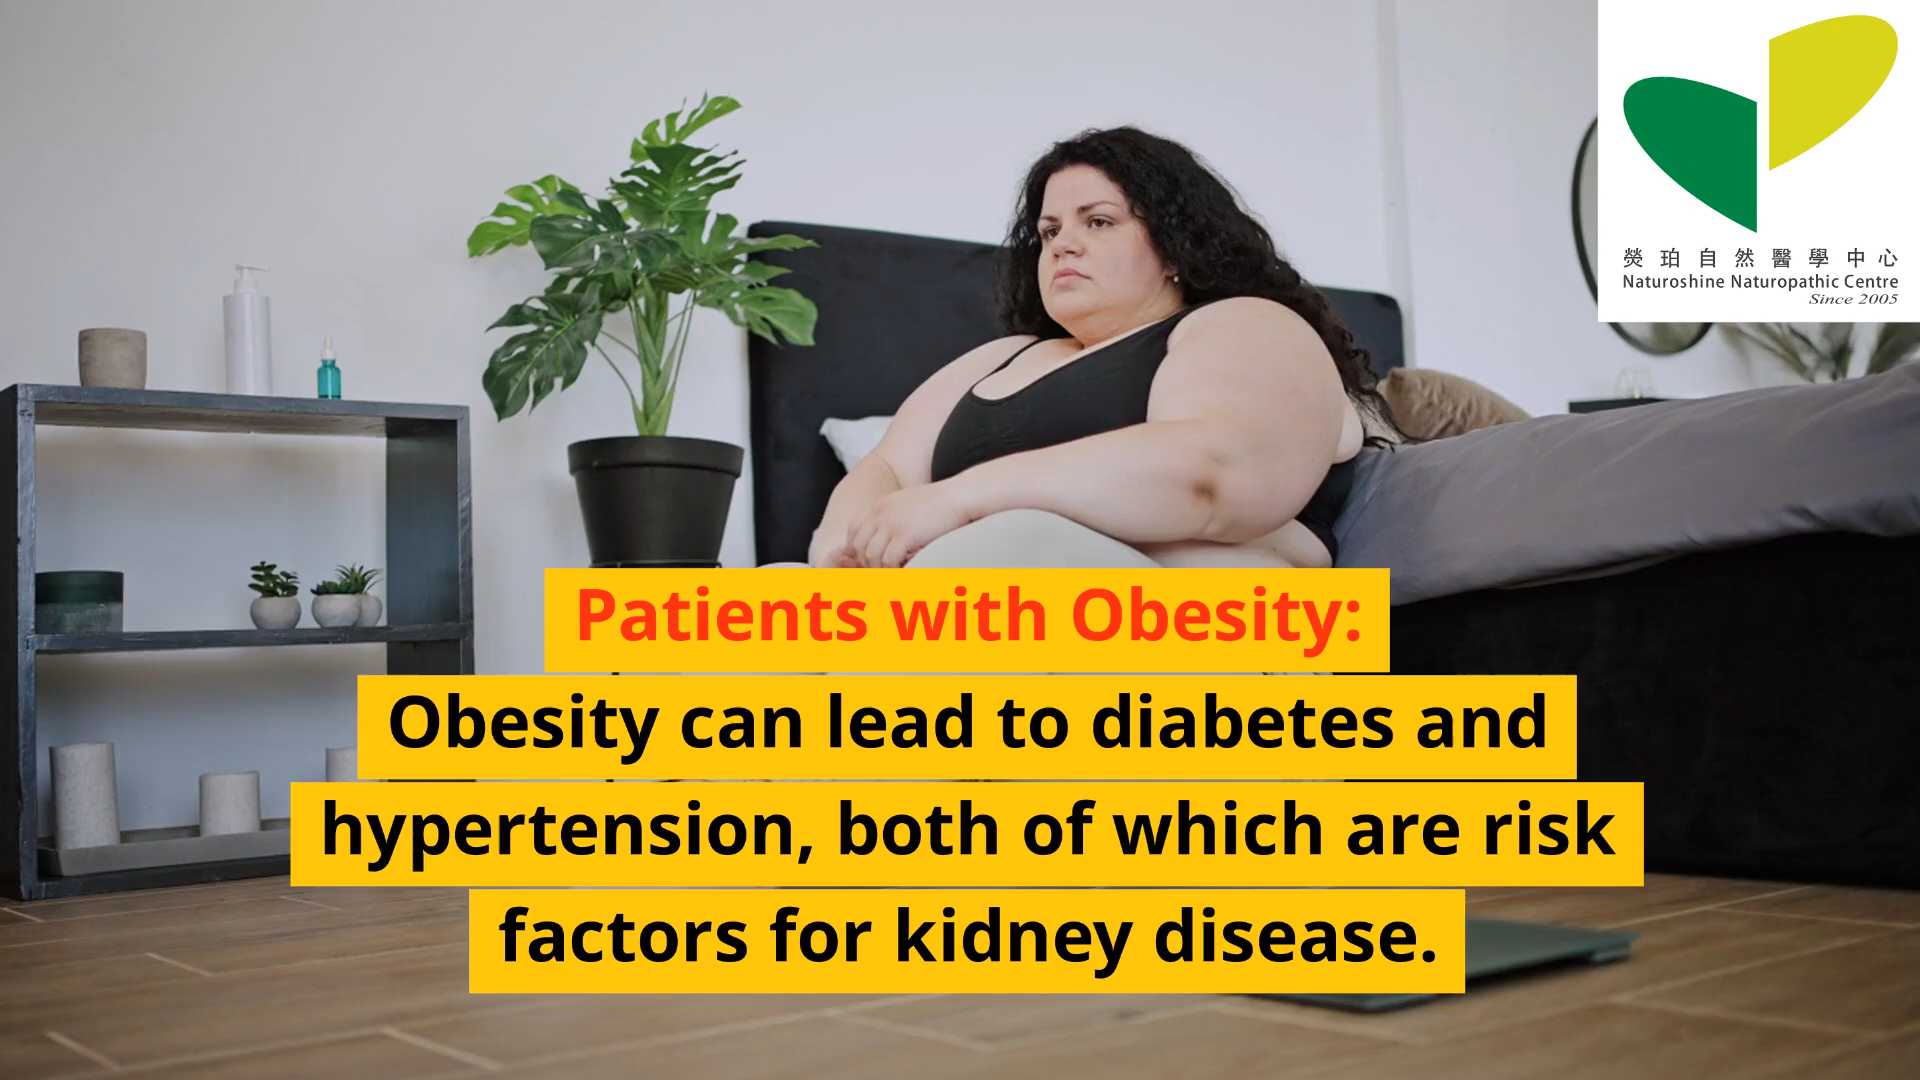 熒珀自然醫學中心
Naturoshine Naturopathic Centre
Since 2005
Patients with Obesity:
Obesity can lead to diabetes and
hypertension, both of which are risk
factors for kidney disease.